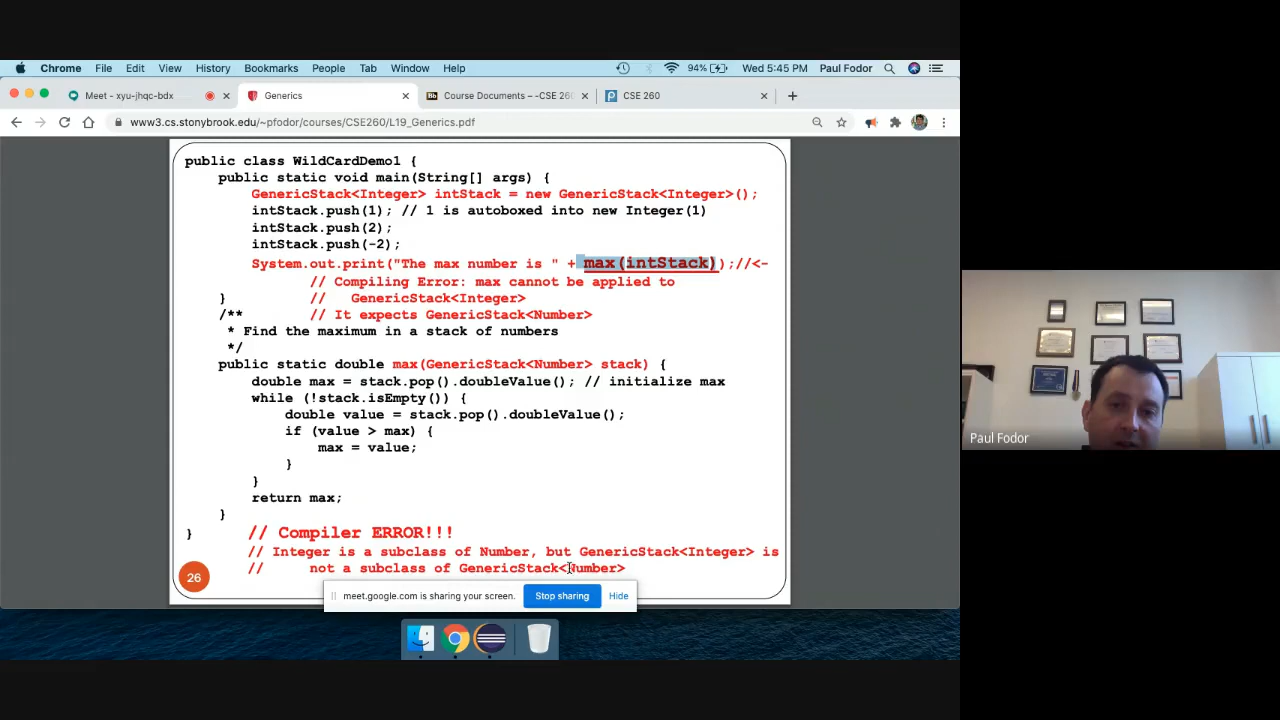 Chrome File Edit View History Bookmarks People Tab Window Help 94% Wed 5:45 PM Paul Fodor
Meet - xyu-jhqc-bdx Generics Course Documents – -CSE 260 CSE 260
www3.cs.stonybrook.edu/~pfodor/courses/CSE260/L19_Generics.pdf
public class WildCardDemo1 {
public static void main(String[] args) {
GenericStack<Integer> intStack = new GenericStack<Integer>();
intStack.push(1); // 1 is autoboxed into new Integer(1)
intStack.push(2);
intStack.push(-2);
System.out.print("The max number is " + max(intStack));//<-
// Compiling Error: max cannot be applied to
} // GenericStack<Integer>
/** // It expects GenericStack<Number>
* Find the maximum in a stack of numbers
*/
public static double max(GenericStack<Number> stack) {
double max = stack.pop().doubleValue(); // initialize max
while (!stack.isEmpty()) {
double value = stack.pop().doubleValue();
if (value > max) {
max = value;
}
}
return max;
}
} // Compiler ERROR!!!
// Integer is a subclass of Number, but GenericStack<Integer> is
// not a subclass of GenericStack<Number>
26
meet.google.com is sharing your screen. Stop sharing Hide
Paul Fodor